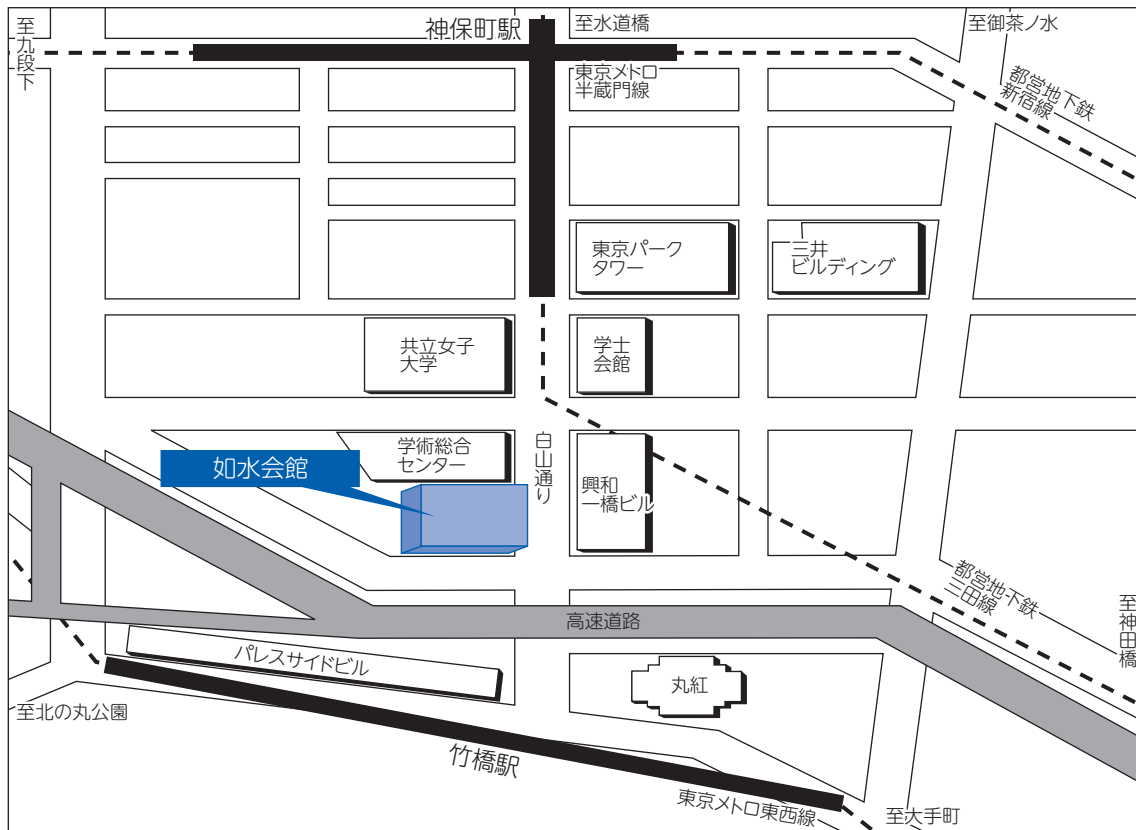 至九段下
神保町駅
至水道橋
至御茶ノ水
東京メトロ
半蔵門線
都営地下鉄
新宿線
東京パーク
タワー
三井
ビルディング
共立女子
大学
学士
会館
白山通り
学術総合
センター
如水会館
興和
一橋ビル
都営地下鉄
三田線
至神田橋
高速道路
パレスサイドビル
丸紅
至北の丸公園
竹橋駅
東京メトロ東西線
至大手町